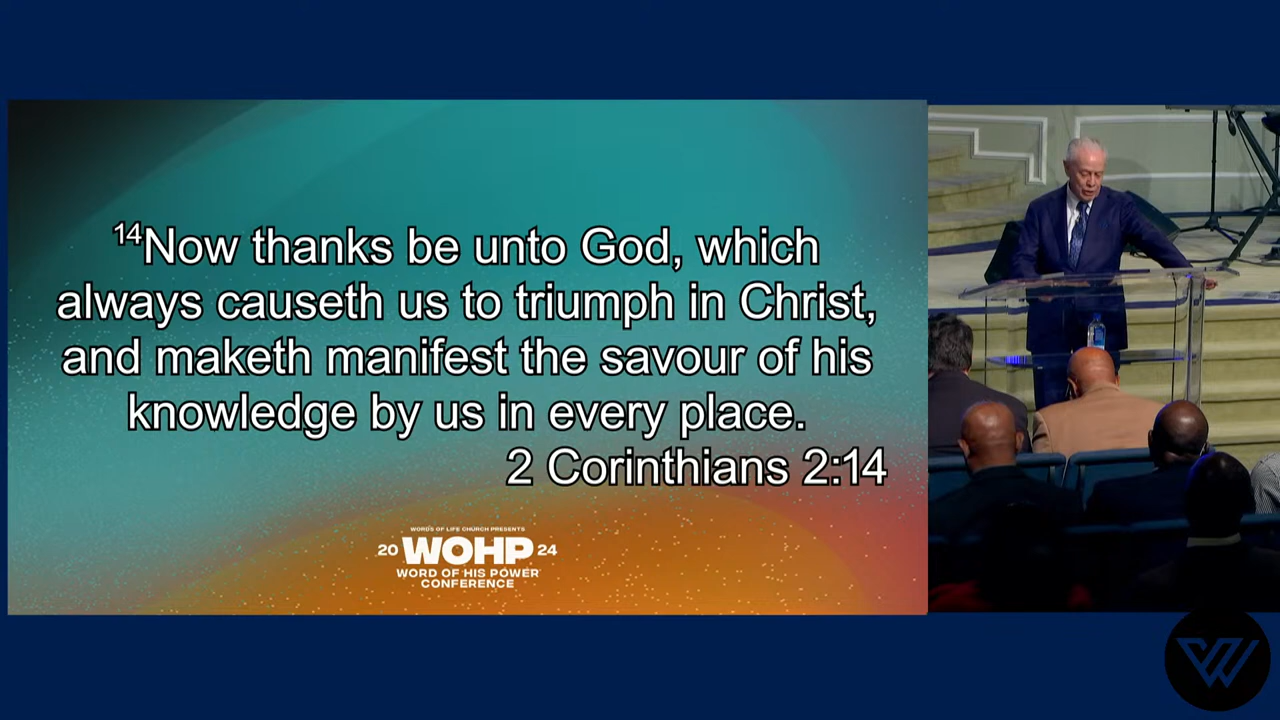 14Now thanks be unto God, which
always causeth us to triumph in Christ,
and maketh manifest the savour of his
knowledge by us in every place.
2 Corinthians 2:14
WORDS OF LIFE CHURCH PRESENTS
20 WOHP 24
WORD OF HIS POWER
CONFERENCE
W